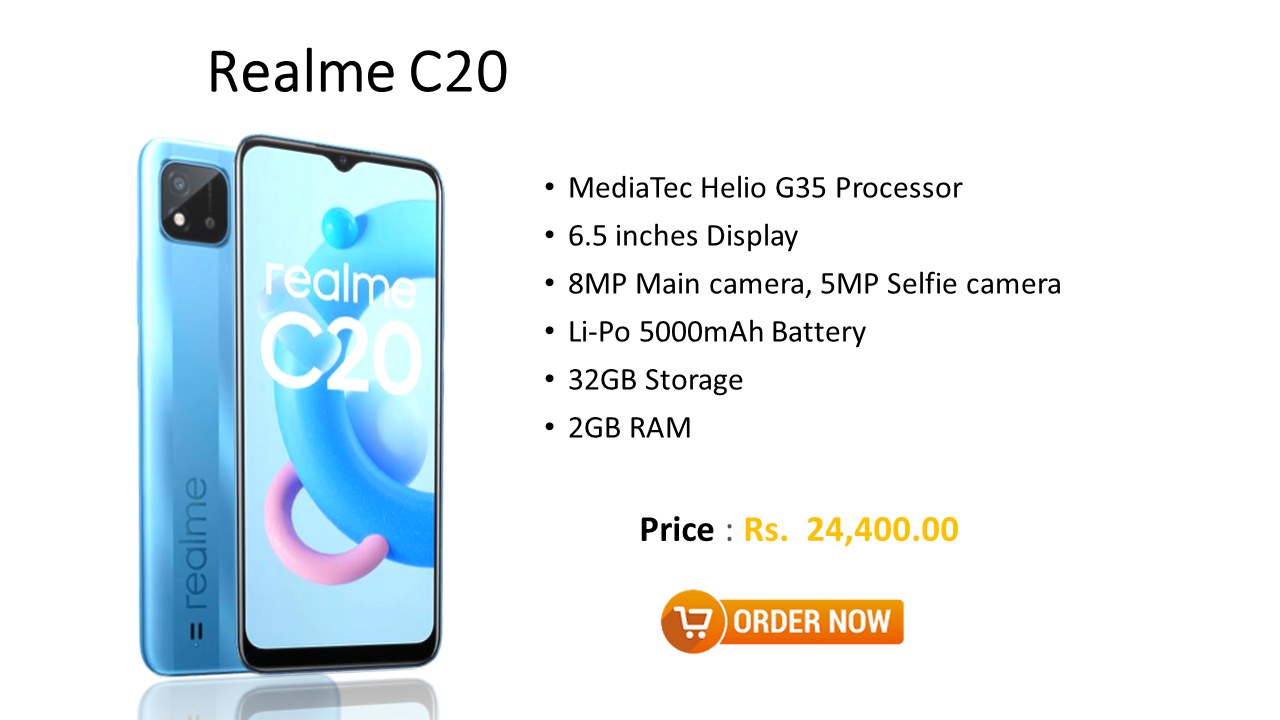 Realme C20
• MediaTec Helio G35 Processor
• 6.5 inches Display
• 8MP Main camera, 5MP Selfie camera
• Li-Po 5000mAh Battery
• 32GB Storage
• 2GB RAM
realme
C20
realme
Price : Rs.  24,400.00
ORDER NOW